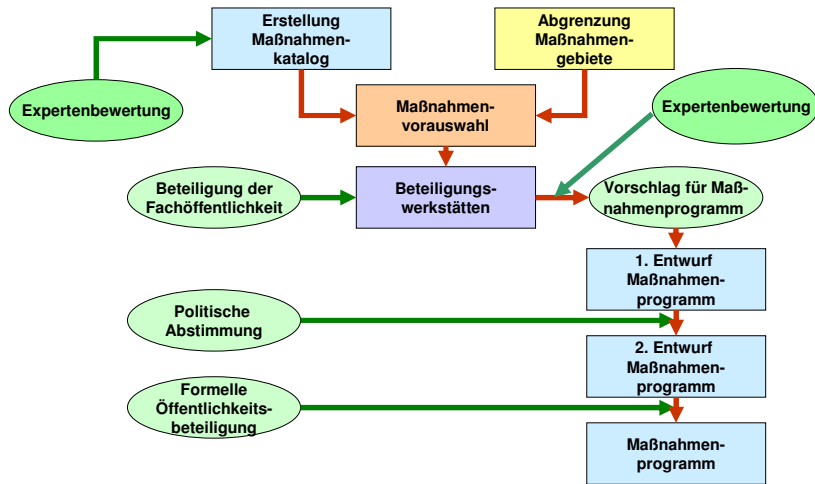 Erstellung
Maßnahmen-
katalog
Abgrenzung
Maßnahmen-
gebiete
Expertenbewertung
Maßnahmen-
vorauswahl
Expertenbewertung
Beteiligung der
Fachöffentlichkeit
Beteiligungs-
werkstätten
Vorschlag für Maß-
nahmenprogramm
1. Entwurf
Maßnahmen-
programm
Politische
Abstimmung
2. Entwurf
Maßnahmen-
programm
Formelle
Öffentlichkeits-
beteiligung
Maßnahmen-
programm